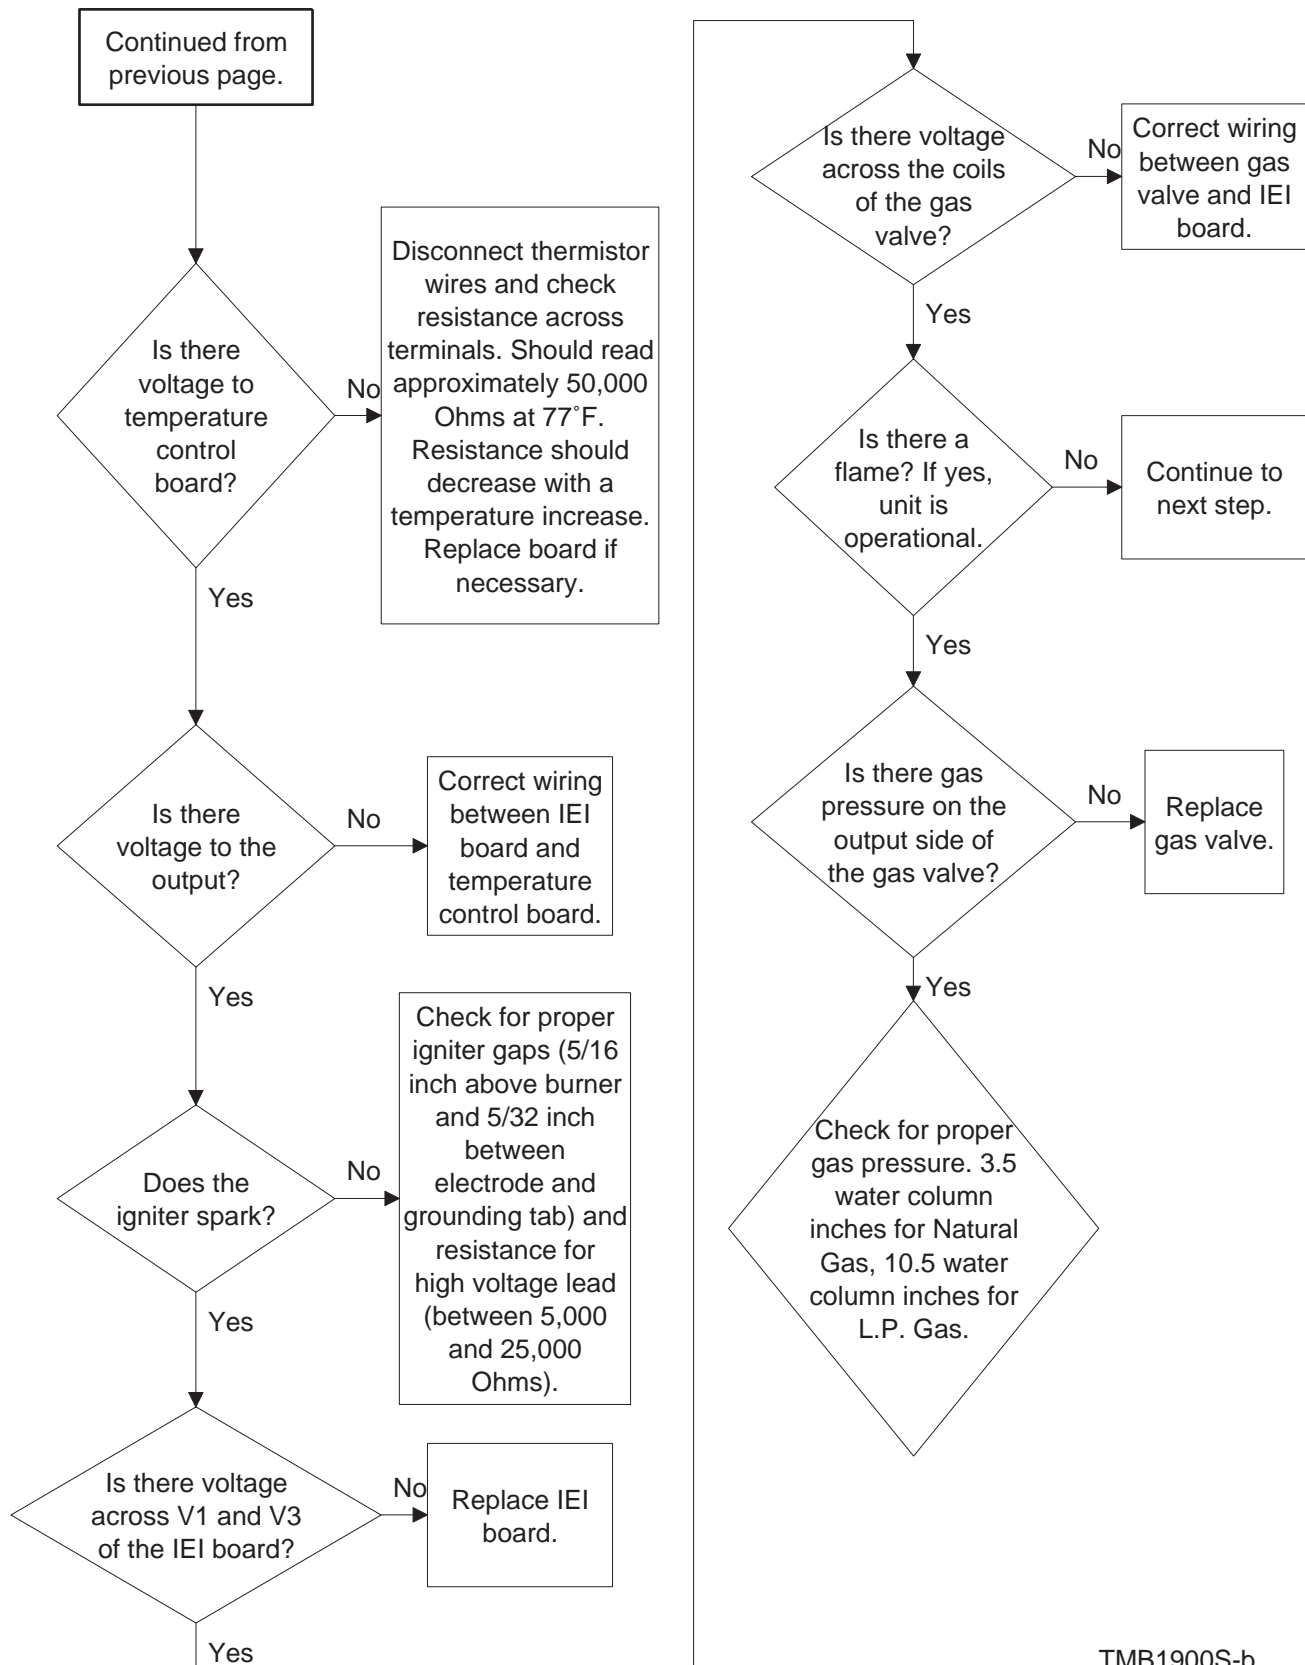 Continued from
previous page.
Is there
voltage to
temperature
control
board?
No
Disconnect thermistor
wires and check
resistance across
terminals. Should read
approximately 50,000
Ohms at 77˚F.
Resistance should
decrease with a
temperature increase.
Replace board if
necessary.
Yes
Is there
voltage to the
output?
No
Correct wiring
between IEI
board and
temperature
control board.
Yes
Does the
igniter spark?
No
Check for proper
igniter gaps (5/16
inch above burner
and 5/32 inch
between
electrode and
grounding tab) and
resistance for
high voltage lead
(between 5,000
and 25,000
Ohms).
Yes
Is there voltage
across V1 and V3
of the IEI board?
No
Replace IEI
board.
Yes
Is there voltage
across the coils
of the gas
valve?
No
Correct wiring
between gas
valve and IEI
board.
Yes
Is there a
flame? If yes,
unit is
operational.
No
Continue to
next step.
Yes
Is there gas
pressure on the
output side of
the gas valve?
No
Replace
gas valve.
Yes
Check for proper
gas pressure. 3.5
water column
inches for Natural
Gas, 10.5 water
column inches for
L.P. Gas.
TMB1900S-b